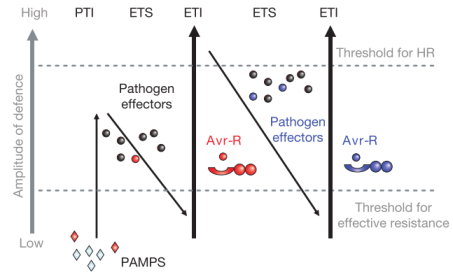 High PTI ETS ETI ETS ETI
Threshold for HR
Pathogen
effectors
Pathogen
effectors
Avr-R
Avr-R
Amplitude of defence
Threshold for
effective resistance
Low
PAMPS